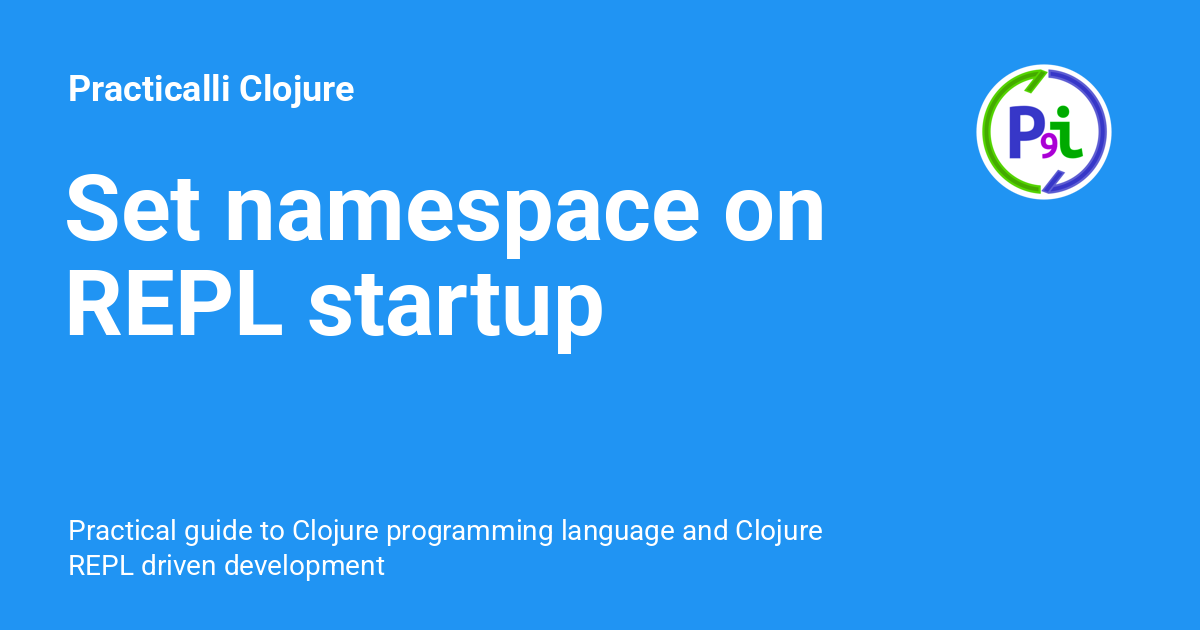 Practicalli Clojure
P9i
Set namespace on
REPL startup
Practical guide to Clojure programming language and Clojure
REPL driven development